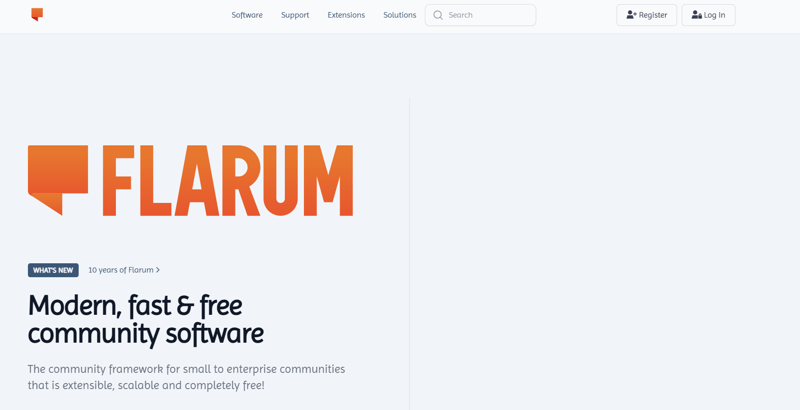 Software Support Extensions Solutions Search Register Log In
FLARUM
WHAT'S NEW 10 years of Flarum
Modern, fast & free
community software
The community framework for small to enterprise communities
that is extensible, scalable and completely free!